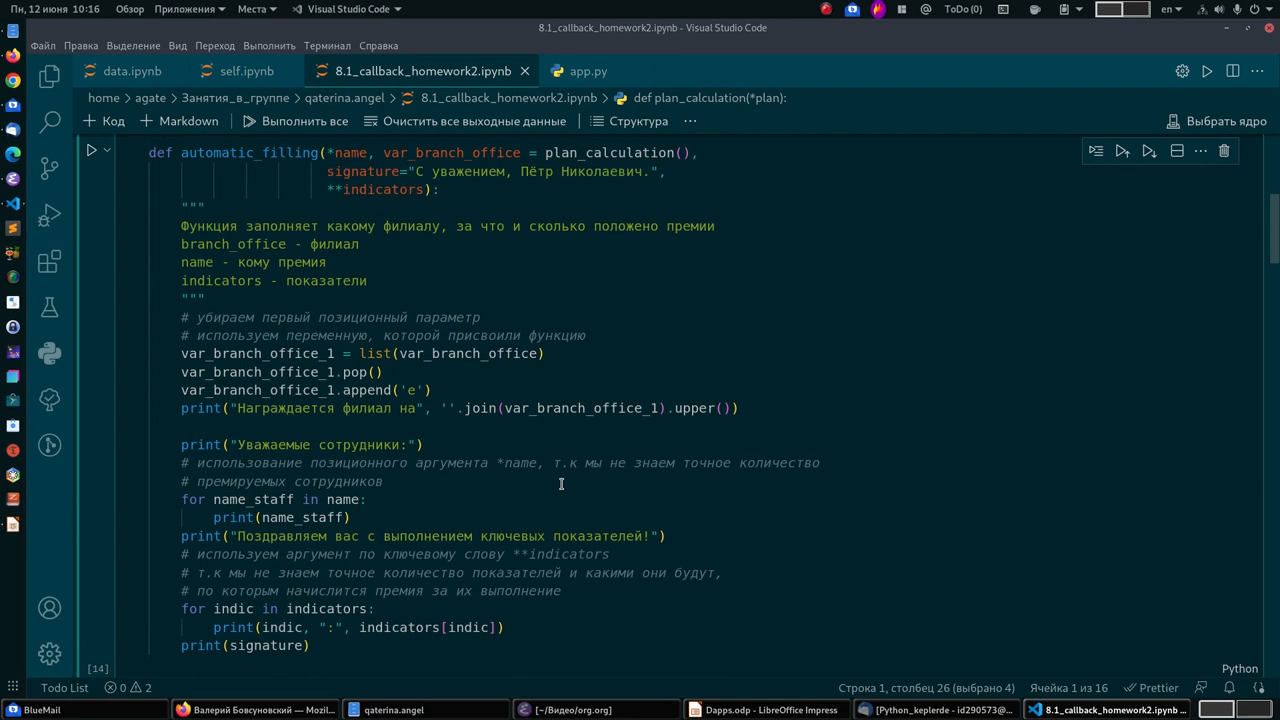 Пн, 12 июня 10:16
Обзор
Приложения
Места
Visual Studio Code
ToDo(0)
en
8.1_callback_homework2.ipynb - Visual Studio Code
Файл Правка Выделение Вид Переход Выполнить Терминал Справка
data.ipynb
self.ipynb
8.1_callback_homework2.ipynb
app.py
home > agate > Занятия_в_группе > qaterina.angel > 8.1_callback_homework2.ipynb > def plan_calculation(*plan):
+ Код + Markdown Выполнить все Очистить все выходные данные Структура ... Выбрать ядро
def automatic_filling(*name, var_branch_office = plan_calculation(),
signature="С уважением, Пётр Николаевич.",
**indicators):
"""
Функция заполняет какому филиалу, за что и сколько положено премии
branch_office - филиал
name - кому премия
indicators - показатели
"""
# убираем первый позиционный параметр
# используем переменную, которой присвоили функцию
var_branch_office_1 = list(var_branch_office)
var_branch_office_1.pop()
var_branch_office_1.append('е')
print("Награждается филиал на", ''.join(var_branch_office_1).upper())
print("Уважаемые сотрудники:")
# использование позиционного аргумента *name, т.к мы не знаем точное количество
# премируемых сотрудников
for name_staff in name:
print(name_staff)
print("Поздравляем вас с выполнением ключевых показателей!")
# используем аргумент по ключевому слову **indicators
# т.к мы не знаем точное количество показателей и какими они будут,
# по которым начислится премия за их выполнение
for indic in indicators:
print(indic, ":", indicators[indic])
print(signature)
[14]
Python
Todo List
0 2
Строка 1, столбец 26 (выбрано 4)
Ячейка 1 из 16
Prettier
BlueMail
Валерий Бовсуновский — Mozil...
qaterina.angel
[~/Видео/org.org]
Dapps.odp - LibreOffice Impress
[Python_keplerde - id290573@...
8.1_callback_homework2.ipynb ...